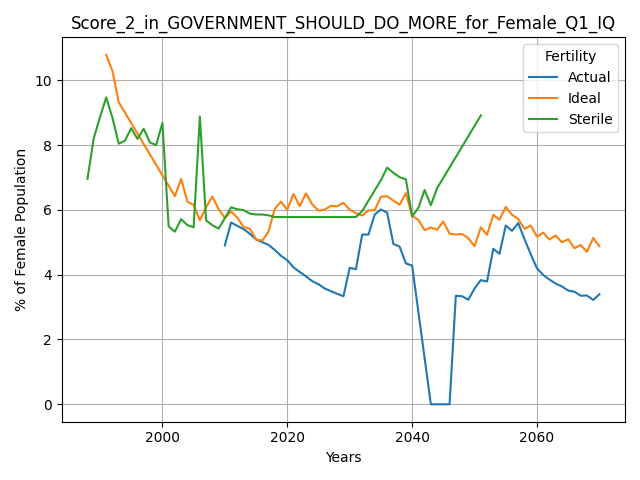 Score_2_in_GOVERNMENT_SHOULD_DO_MORE_for_Female_Q1_IQ
Fertility
Actual
Ideal
Sterile
% of Female Population
10
8
6
4
2
0
2000
2020
2040
2060
Years